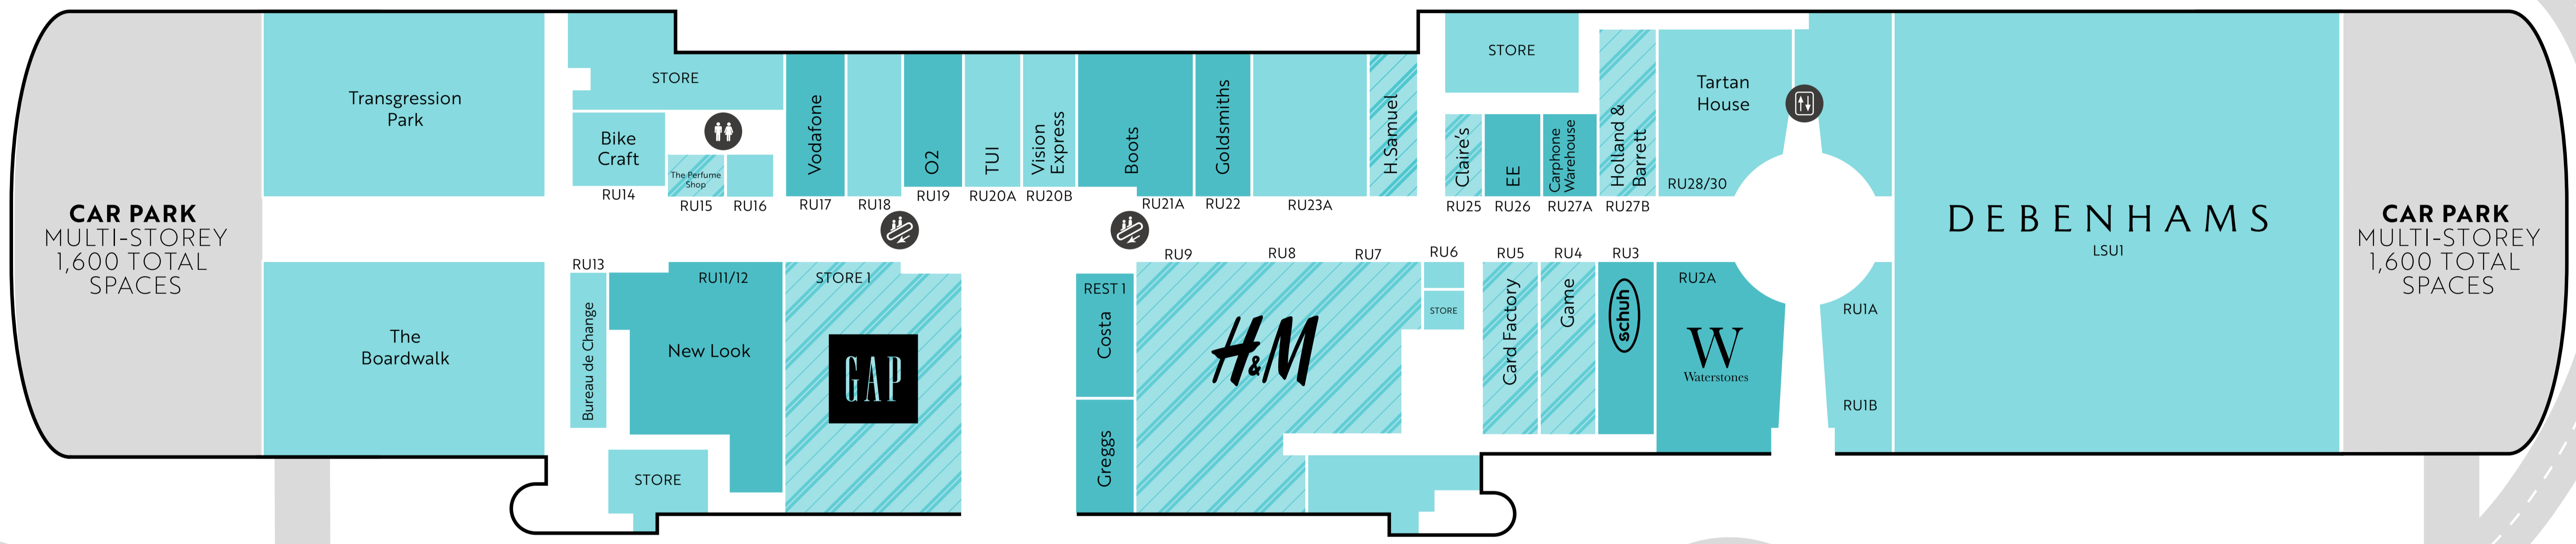 CAR PARK
MULTI-STOREY
1,600 TOTAL
SPACES
Transgression
Park
The
Boardwalk
STORE
Bike
Craft
RU14
The Perfume
Shop
RU15
RU16
Vodafone
RU17
RU18
O2
RU19
TUI
RU20A
Vision
Express
RU20B
Boots
RU21A
Goldsmiths
RU22
RU23A
H.Samuel
STORE
Claire's
RU25
EE
RU26
Carphone
Warehouse
RU27A
Holland &
Barrett
RU27B
Tartan
House
RU28/30
RU13
Bureau de Change
RU11/12
New Look
STORE
STORE 1
GAP
REST 1
Costa
Greggs
RU9
RU8
RU7
H&M
RU6
STORE
RU5
Card Factory
RU4
Game
RU3
schuh
RU2A
W
Waterstones
RU1A
RU1B
DEBENHAMS
LSU1
CAR PARK
MULTI-STOREY
1,600 TOTAL
SPACES